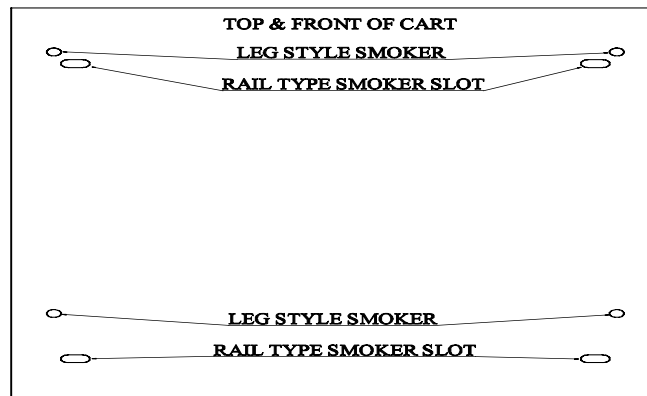 TOP & FRONT OF CART
LEG STYLE SMOKER
RAIL TYPE SMOKER SLOT
LEG STYLE SMOKER
RAIL TYPE SMOKER SLOT